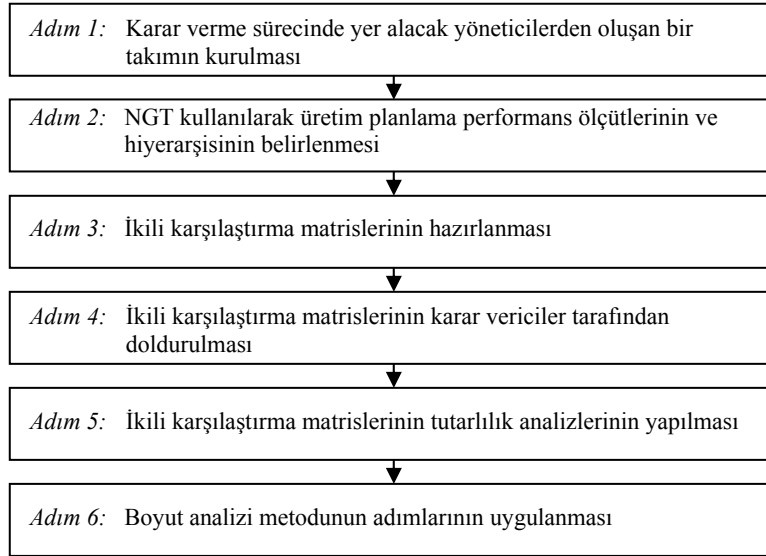 Adım 1: Karar verme sürecinde yer alacak yöneticilerden oluşan bir
takımın kurulması
Adım 2: NGT kullanılarak üretim planlama performans ölçütlerinin ve
hiyerarşisinin belirlenmesi
Adım 3: İkili karşılaştırma matrislerinin hazırlanması
Adım 4: İkili karşılaştırma matrislerinin karar vericiler tarafından
doldurulması
Adım 5: İkili karşılaştırma matrislerinin tutarlılık analizlerinin yapılması
Adım 6: Boyut analizi metodunun adımlarının uygulanması